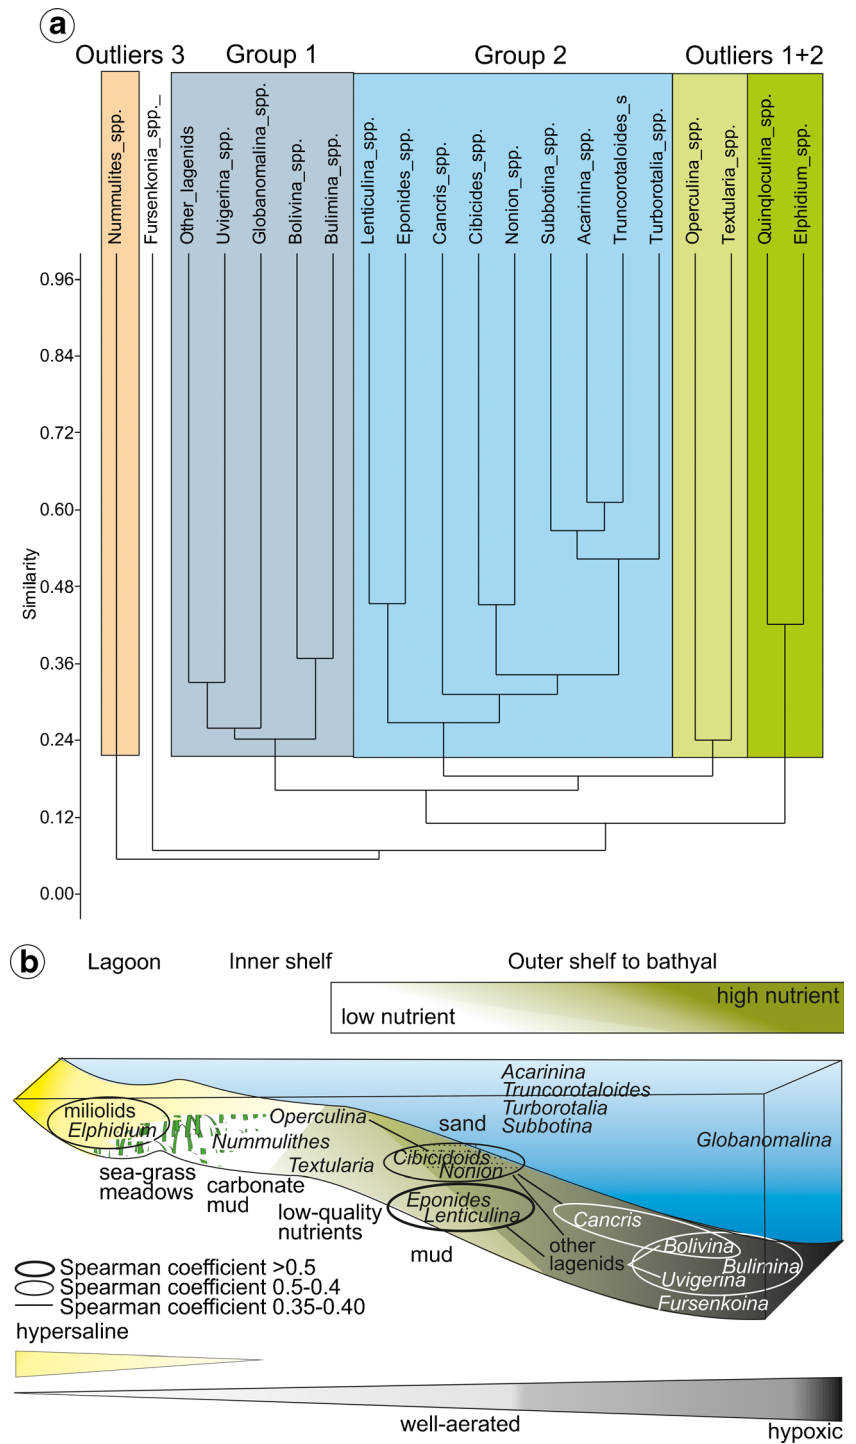 a
Outliers 3
Group 1
Group 2
Outliers 1+2
Nummulites_spp.
Fursenkonia_spp._
Other_lagenids
Uvigerina_spp.
Globanomalina_spp.
Bolivina_spp.
Bulimina_spp.
Lenticulina_spp.
Eponides_spp.
Cancris_spp.
Cibicides_spp.
Nonion_spp.
Subbotina_spp.
Acarinina_spp.
Truncorotaloides_s
Turborotalia_spp.
Operculina_spp.
Textularia_spp.
Quinqloculina_spp.
Elphidium_spp.
0.96
0.84
0.72
0.60
0.48
0.36
0.24
0.12
0.00
Similarity
b
Lagoon
Inner shelf
Outer shelf to bathyal
high nutrient
low nutrient
Acarinina
Truncorotaloides
Turborotalia
Subbotina
Globanomalina
miliolids
Elphidium
Operculina
Nummulithes
sand
Textularia
Cibicidoids
Nonion
sea-grass
meadows
carbonate
mud
low-quality
nutrients
Eponides
Lenticulina
mud
other
lagenids
Cancris
Bolivina
Bulimina
Uvigerina
Fursenkoina
Spearman coefficient >0.5
Spearman coefficient 0.5-0.4
Spearman coefficient 0.35-0.40
hypersaline
well-aerated
hypoxic